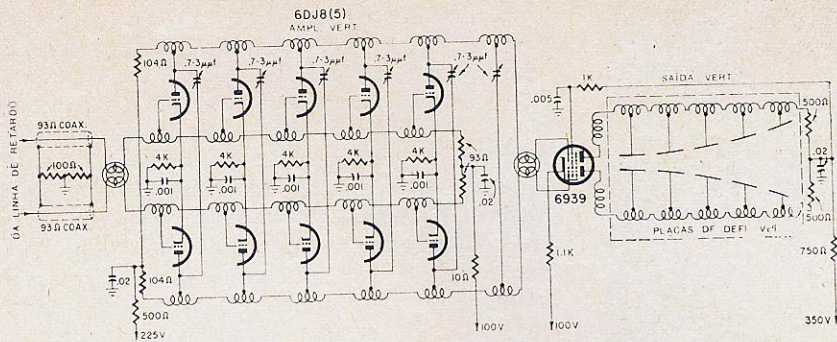 6DJ8(5)
AMPL. VERT.
104Ω
.7-3µµf
.7-3µµf
.7-3µµf
.7-3µµf
.7-3µµf
1K
SAÍDA VERT.
.005
500Ω
93Ω COAX.
100Ω
DA LINHA DE RETARDO
93Ω COAX.
4K
.001
4K
.001
4K
.001
4K
.001
4K
.001
93Ω
.02
6939
.02
500Ω
PLACAS DE DEFL. VERT.
.02
104Ω
500Ω
225V
10Ω
100V
1.1K
100V
750Ω
350V